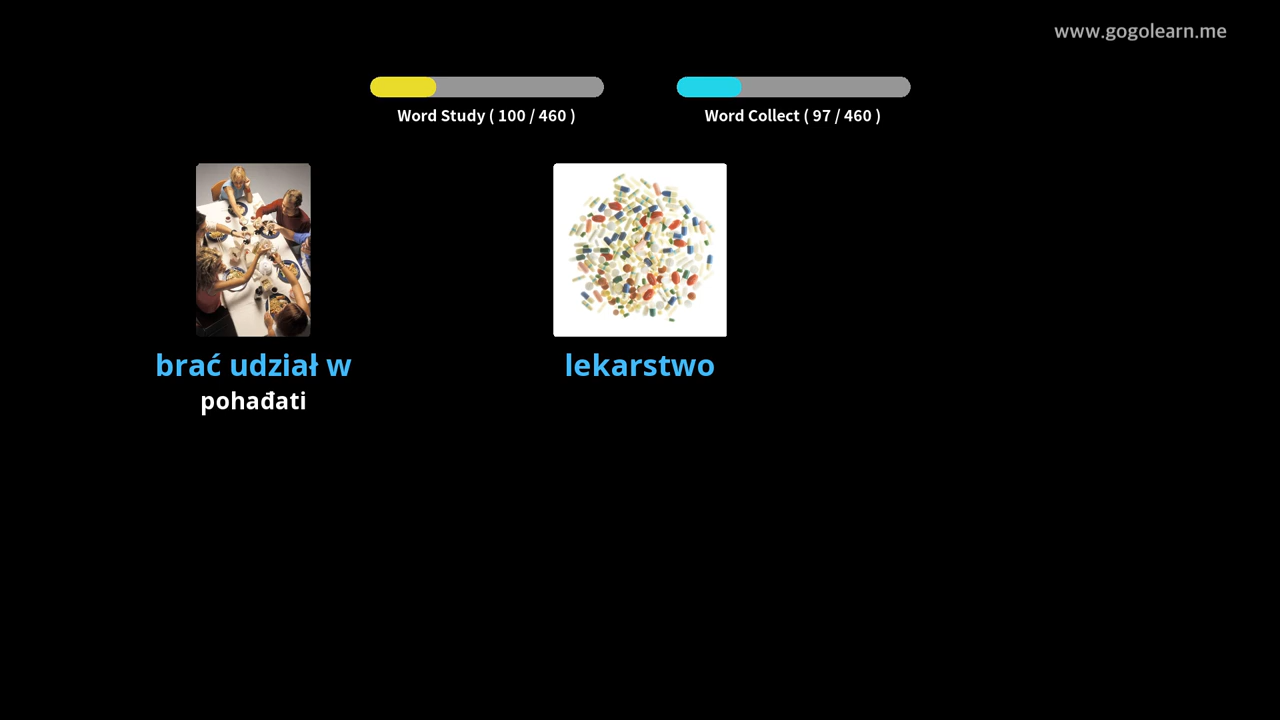 www.gogolearn.me
Word Study ( 100 / 460 )
Word Collect ( 97 / 460 )
brać udział w
pohađati
lekarstwo